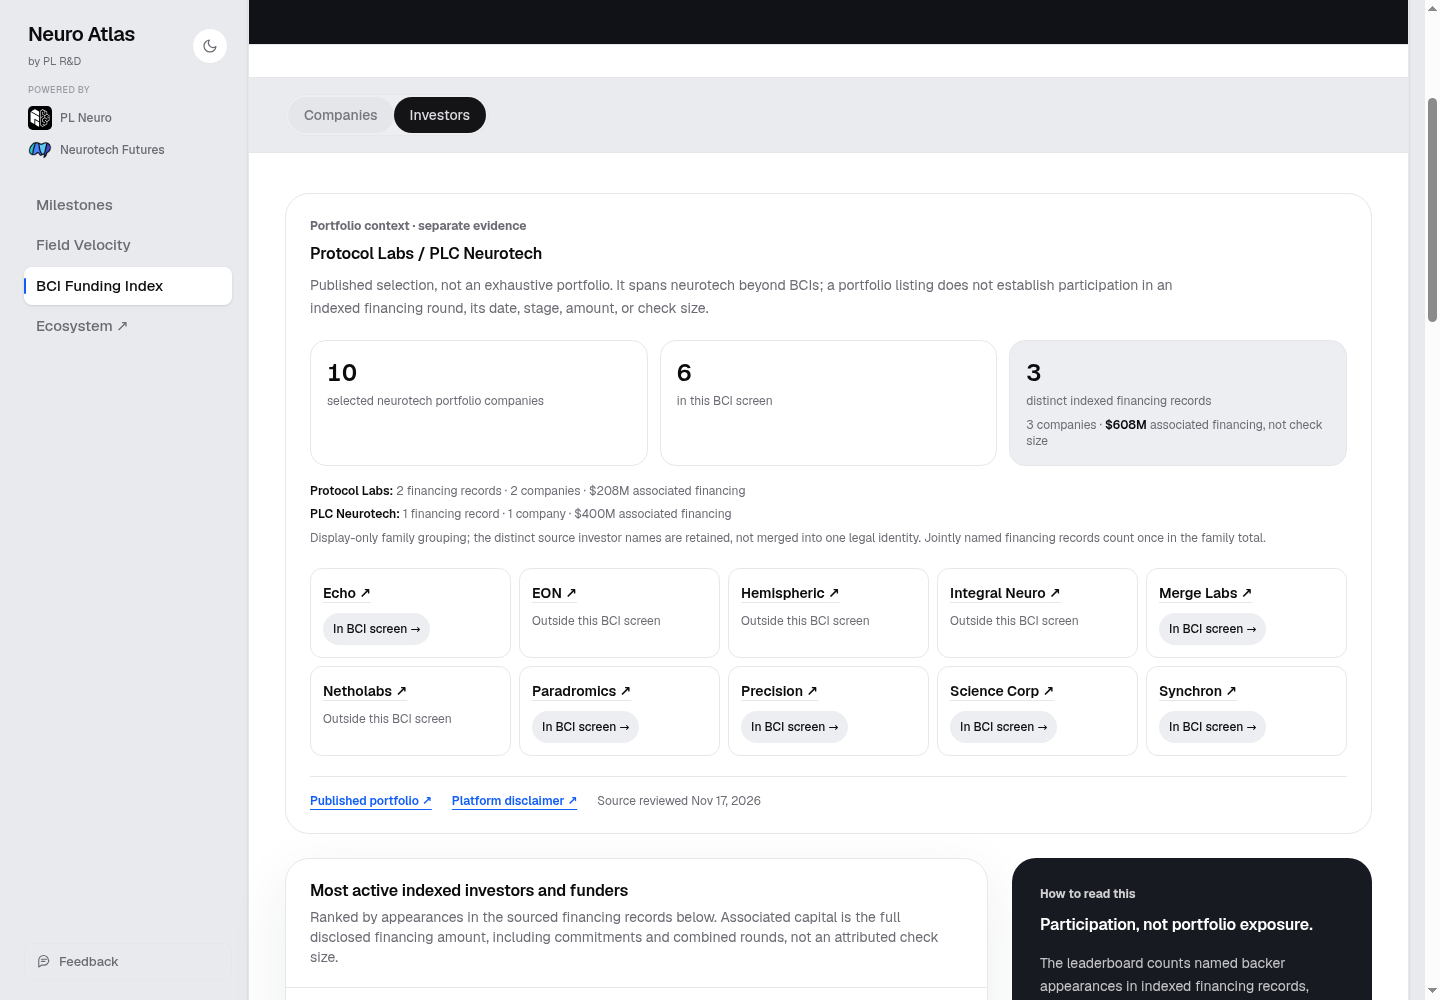 Neuro Atlas
by PL R&D
POWERED BY
PL Neuro
Neurotech Futures
Milestones
Field Velocity
BCI Funding Index
Ecosystem ↗
Feedback
Companies
Investors
Portfolio context · separate evidence
Protocol Labs / PLC Neurotech
Published selection, not an exhaustive portfolio. It spans neurotech beyond BCIs; a portfolio listing does not establish participation in an
indexed financing round, its date, stage, amount, or check size.
10
selected neurotech portfolio companies
6
in this BCI screen
3
distinct indexed financing records
3 companies · $608M associated financing, not check
size
Protocol Labs: 2 financing records · 2 companies · $208M associated financing
PLC Neurotech: 1 financing record · 1 company · $400M associated financing
Display-only family grouping; the distinct source investor names are retained, not merged into one legal identity. Jointly named financing records count once in the family total.
Echo ↗
In BCI screen →
EON ↗
Outside this BCI screen
Hemispheric ↗
Outside this BCI screen
Integral Neuro ↗
Outside this BCI screen
Merge Labs ↗
In BCI screen →
Netholabs ↗
Outside this BCI screen
Paradromics ↗
In BCI screen →
Precision ↗
In BCI screen →
Science Corp ↗
In BCI screen →
Synchron ↗
In BCI screen →
Published portfolio ↗
Platform disclaimer ↗
Source reviewed Nov 17, 2026
Most active indexed investors and funders
Ranked by appearances in the sourced financing records below. Associated capital is the full
disclosed financing amount, including commitments and combined rounds, not an attributed check
size.
How to read this
Participation, not portfolio exposure.
The leaderboard counts named backer
appearances in indexed financing records,